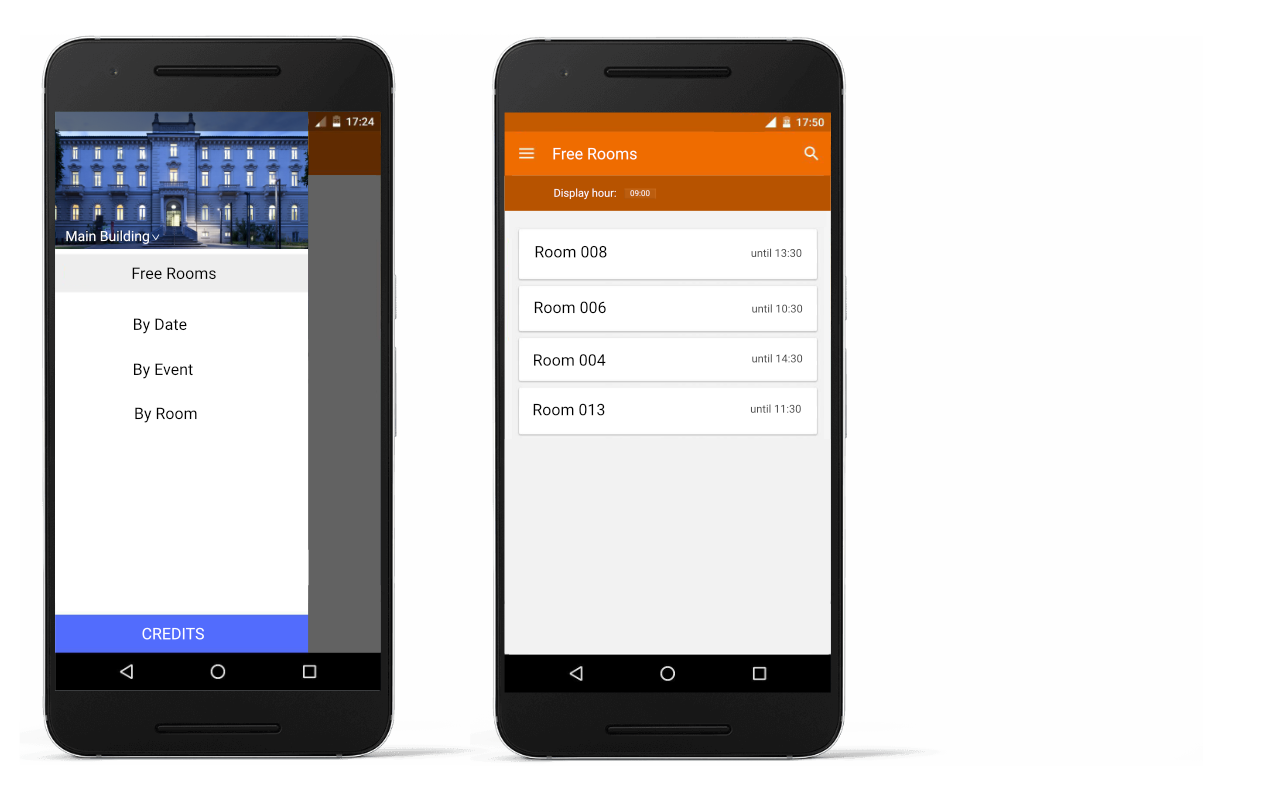 17:24
Main Building
Free Rooms
By Date
By Event
By Room
CREDITS
17:50
Free Rooms
Display hour: 09:00
Room 008 until 13:30
Room 006 until 10:30
Room 004 until 14:30
Room 013 until 11:30